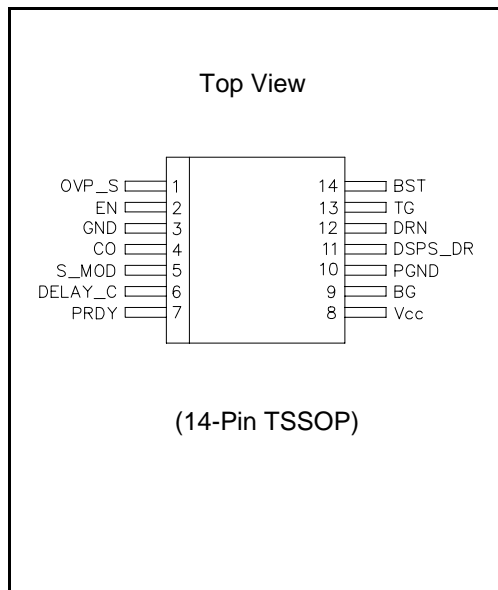 Top View
OVP_S 1 14 BST
EN 2 13 TG
GND 3 12 DRN
CO 4 11 DSPS_DR
S_MOD 5 10 PGND
DELAY_C 6 9 BG
PRDY 7 8 Vcc
(14-Pin TSSOP)